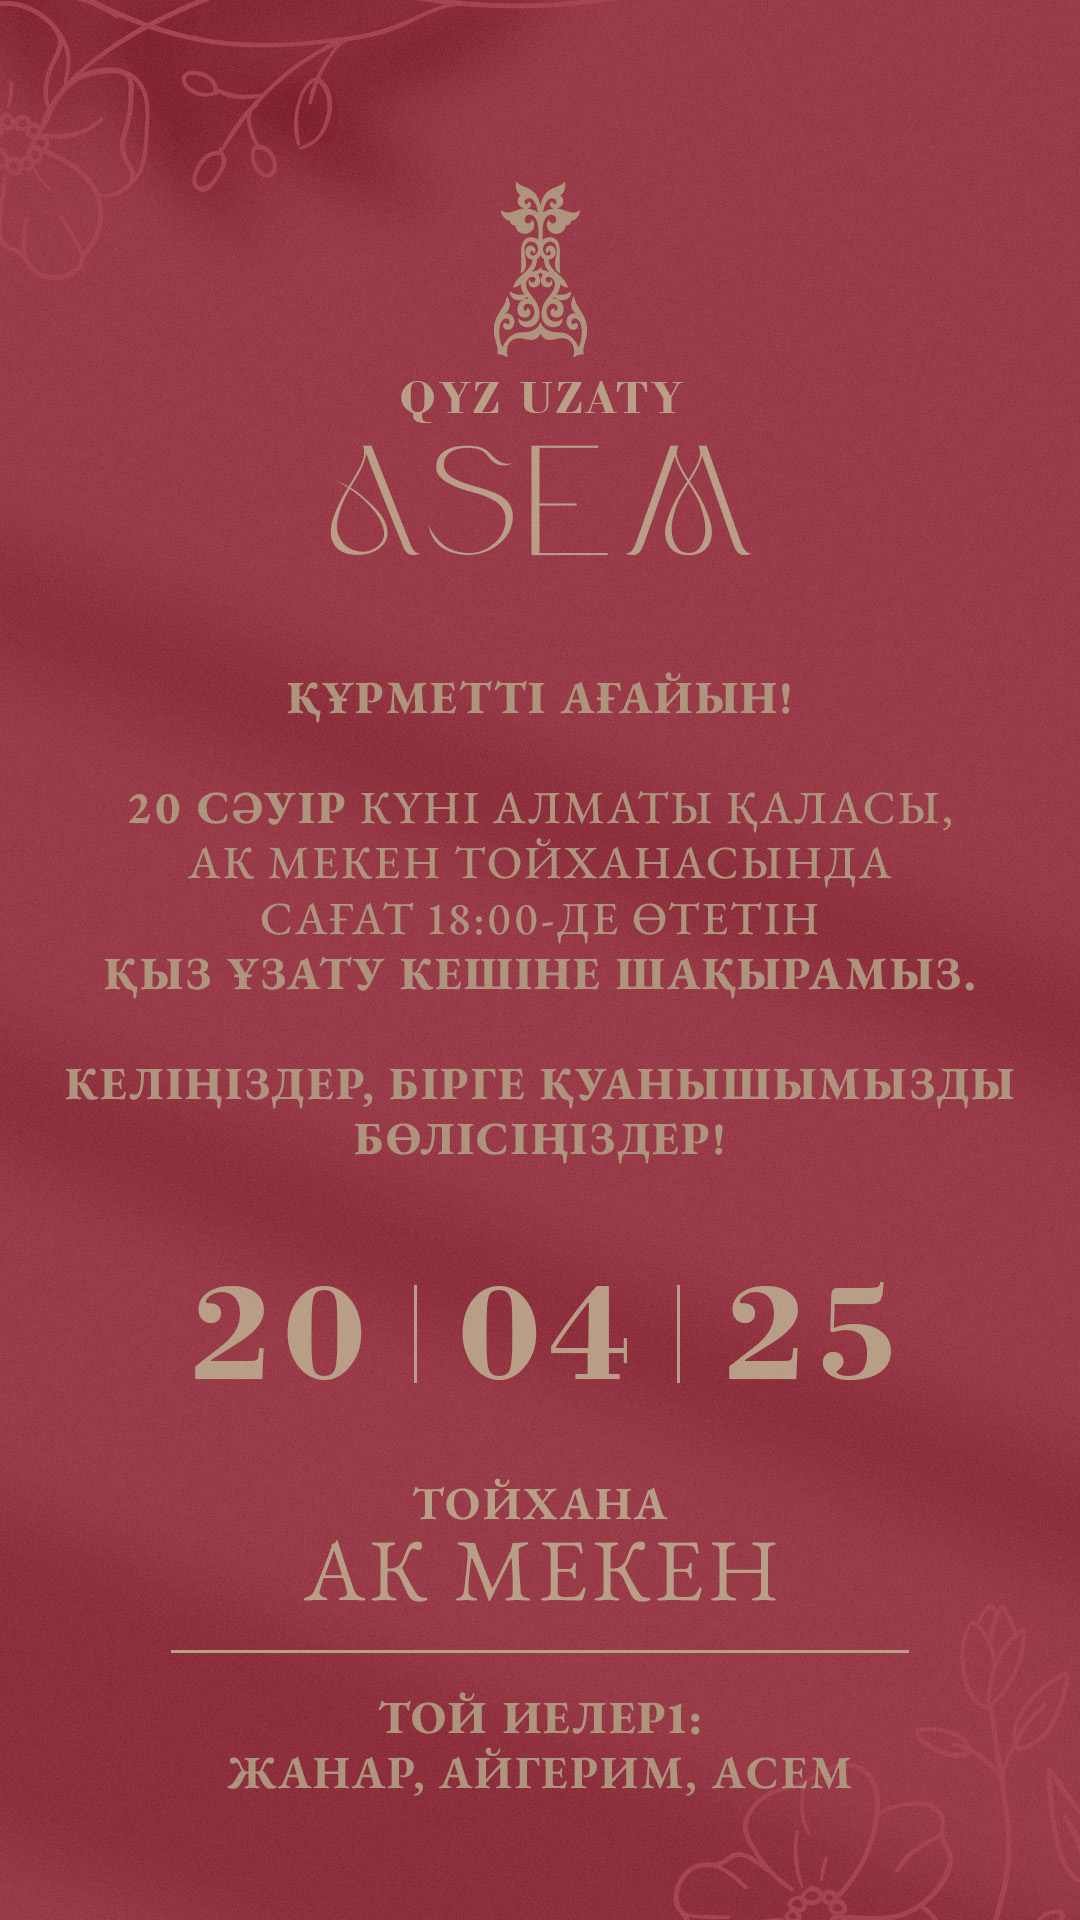 QYZ UZATY
ASEM
ҚҰРМЕТТІ АҒАЙЫН!
20 СӘУІР КҮНІ АЛМАТЫ ҚАЛАСЫ,
АК МЕКЕН ТОЙХАНАСЫНДА
САҒАТ 18:00-ДЕ ӨТЕТІН
ҚЫЗ ҰЗАТУ КЕШІНЕ ШАҚЫРАМЫЗ.
КЕЛІҢІЗДЕР, БІРГЕ ҚУАНЫШЫМЫЗДЫ
БӨЛІСІҢІЗДЕР!
20 | 04 | 25
ТОЙХАНА
АК МЕКЕН
ТОЙ ИЕЛЕР1:
ЖАНАР, АЙГЕРИМ, АСЕМ